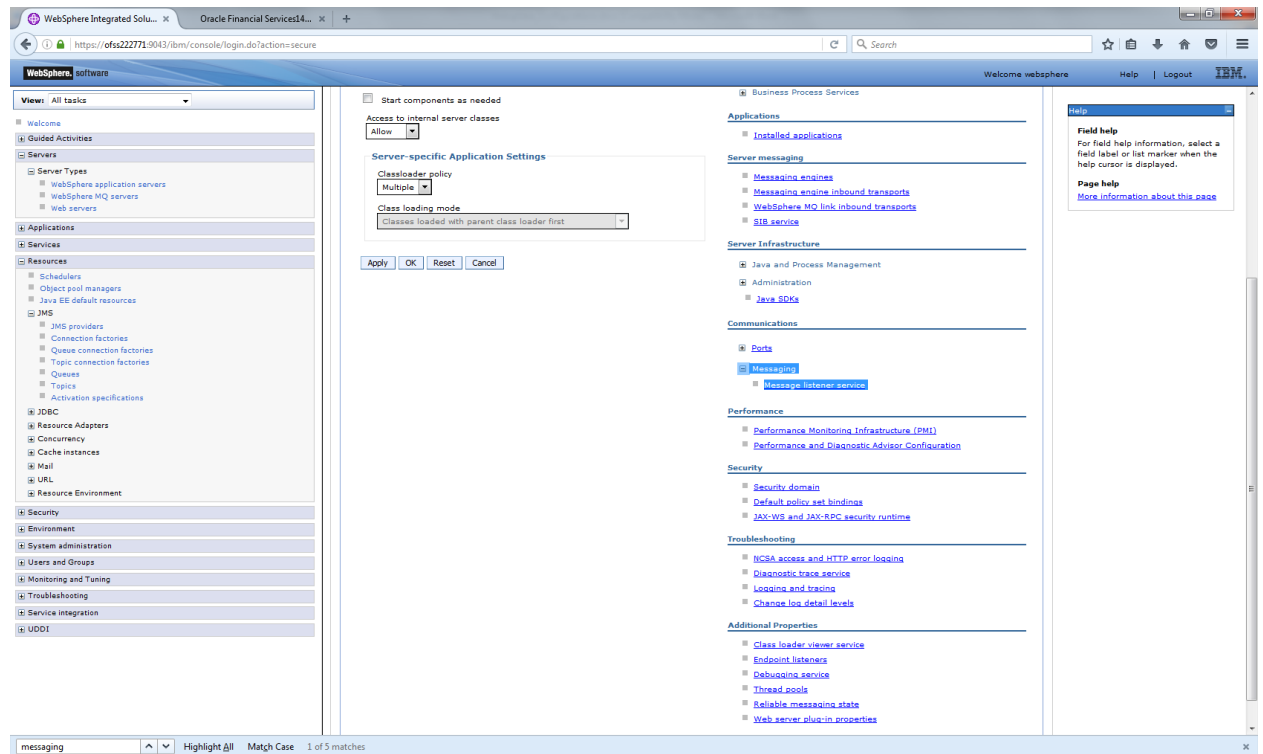 WebSphere Integrated Solu... ×
Oracle Financial Services14... ×
+
https://ofss222771:9043/ibm/console/login.do?action=secure
Search
WebSphere. software
Welcome websphere
Help | Logout
IBM.
View: All tasks
Welcome
Guided Activities
Servers
Server Types
WebSphere application servers
WebSphere MQ servers
Web servers
Applications
Services
Resources
Schedulers
Object pool managers
Java EE default resources
JMS
JMS providers
Connection factories
Queue connection factories
Topic connection factories
Queues
Topics
Activation specifications
JDBC
Resource Adapters
Concurrency
Cache instances
Mail
URL
Resource Environment
Security
Environment
System administration
Users and Groups
Monitoring and Tuning
Troubleshooting
Service integration
UDDI
Start components as needed
Access to internal server classes
Allow
Server-specific Application Settings
Classloader policy
Multiple
Class loading mode
Classes loaded with parent class loader first
Apply OK Reset Cancel
Business Process Services
Applications
Installed applications
Server messaging
Messaging engines
Messaging engine inbound transports
WebSphere MQ link inbound transports
SIB service
Server Infrastructure
Java and Process Management
Administration
Java SDKs
Communications
Ports
Messaging
Message listener service
Performance
Performance Monitoring Infrastructure (PMI)
Performance and Diagnostic Advisor Configuration
Security
Security domain
Default policy set bindings
JAX-WS and JAX-RPC security runtime
Troubleshooting
NCSA access and HTTP error logging
Diagnostic trace service
Logging and tracing
Change log detail levels
Additional Properties
Class loader viewer service
Endpoint listeners
Debugging service
Thread pools
Reliable messaging state
Web server plug-in properties
Help
Field help
For field help information, select a
field label or list marker when the
help cursor is displayed.
Page help
More information about this page
messaging
Highlight All
Match Case
1 of 5 matches